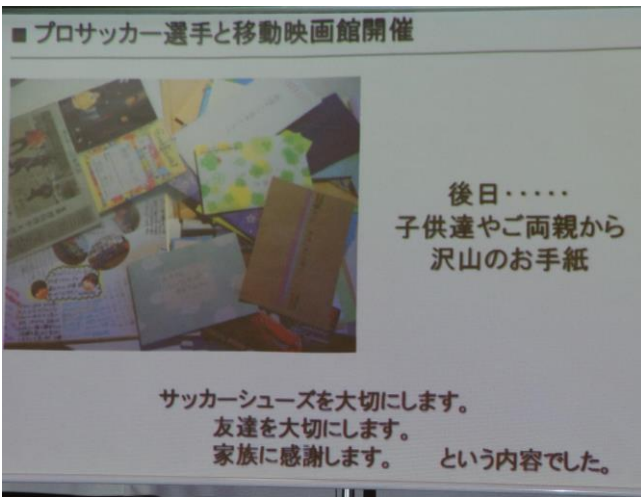 ■プロサッカー選手と移動映画館開催
後日・・・・・
子供達やご両親から
沢山のお手紙
サッカーシューズを大切にします。
友達を大切にします。
家族に感謝します。　という内容でした。